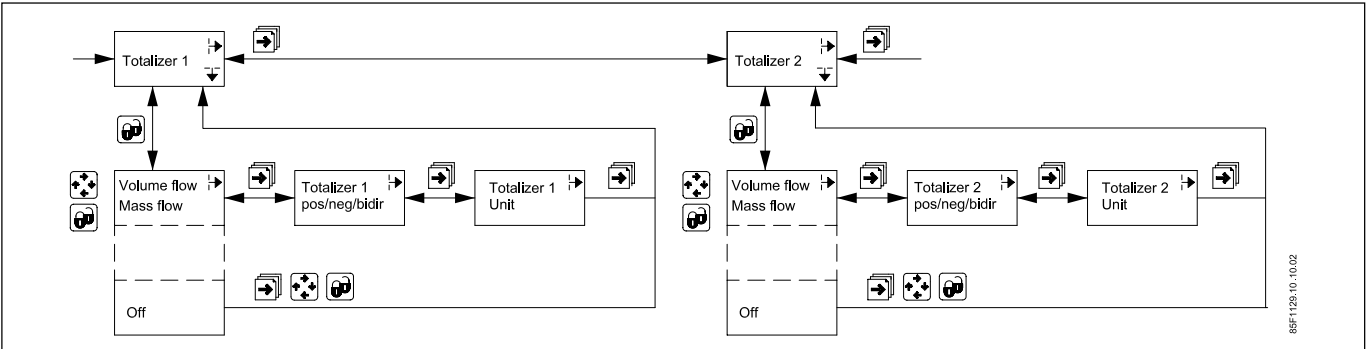 Totalizer 1
Totalizer 2
Volume flow
Mass flow
Totalizer 1
pos/neg/bidir
Totalizer 1
Unit
Volume flow
Mass flow
Totalizer 2
pos/neg/bidir
Totalizer 2
Unit
Off
Off
85F1129.10.10.02